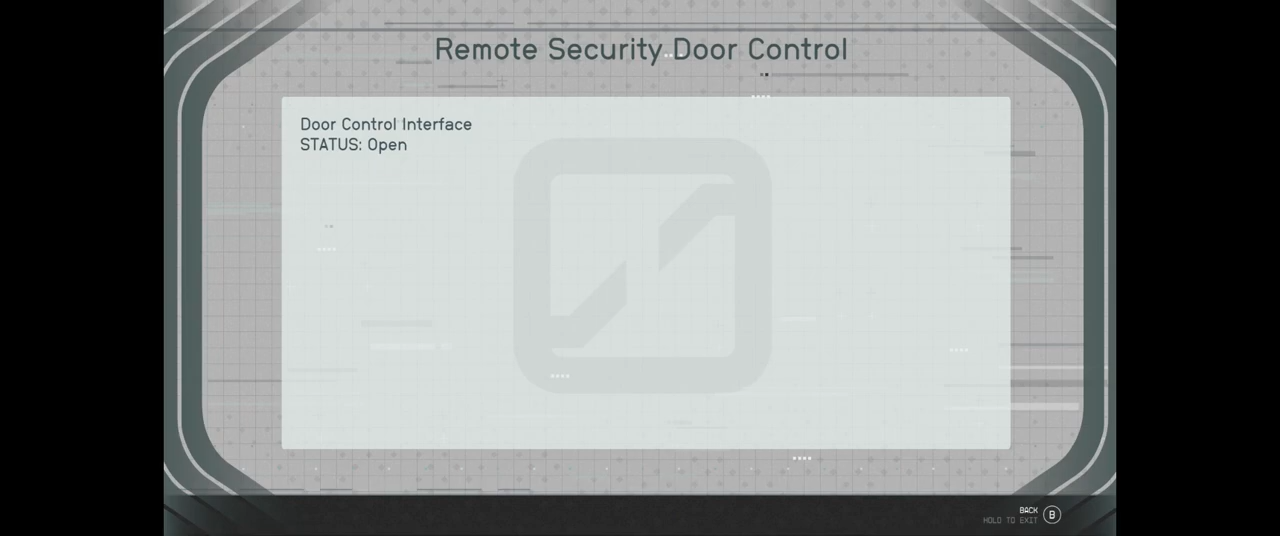 Remote Security Door Control
Door Control Interface
STATUS: Open
BACK
HOLD TO EXIT
B